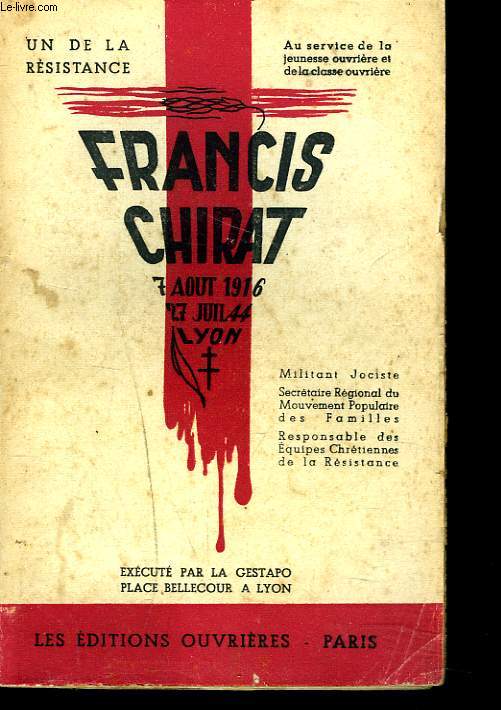 Le-livre.com
UN DE LA
RÉSISTANCE
Au service de la
jeunesse ouvrière et
de la classe ouvrière
FRANCIS
CHIRAT
7 AOUT 1916
27 JUIL 44
LYON
Militant Jociste
Secrétaire Régional du
Mouvement Populaire
des Familles
Responsable des
Équipes Chrétiennes
de la Résistance
EXÉCUTÉ PAR LA GESTAPO
PLACE BELLECOUR A LYON
LES ÉDITIONS OUVRIÈRES - PARIS